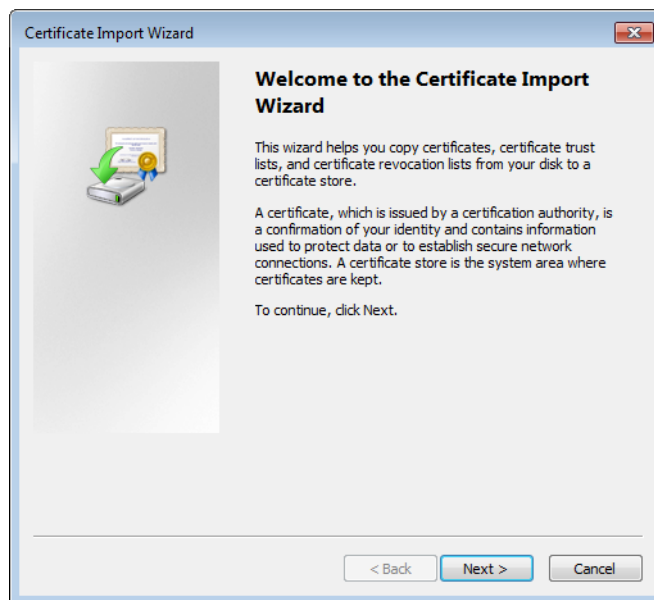 Certificate Import Wizard
Welcome to the Certificate Import
Wizard
This wizard helps you copy certificates, certificate trust
lists, and certificate revocation lists from your disk to a
certificate store.
A certificate, which is issued by a certification authority, is
a confirmation of your identity and contains information
used to protect data or to establish secure network
connections. A certificate store is the system area where
certificates are kept.
To continue, click Next.
< Back
Next >
Cancel